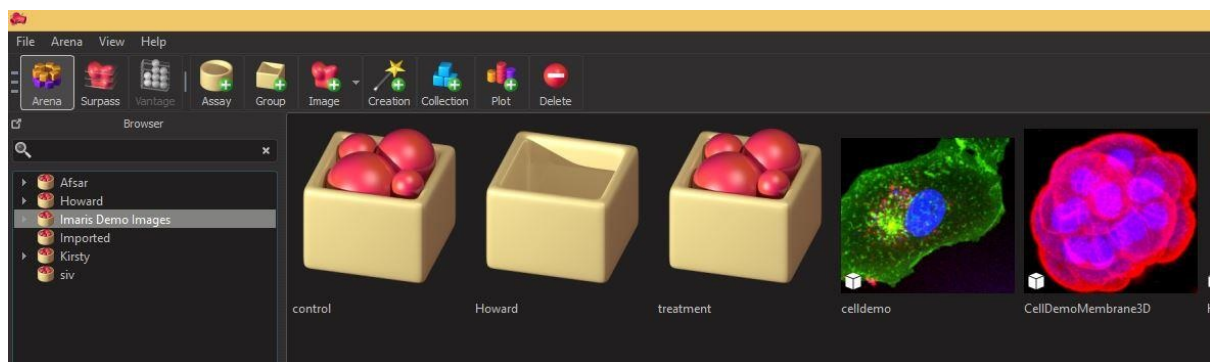 File Arena View Help
Arena Surpass Vantage Assay Group Image Creation Collection Plot Delete
Browser
Afsar
Howard
Imaris Demo Images
Imported
Kirsty
siv
control Howard treatment celldemo CellDemoMembrane3D